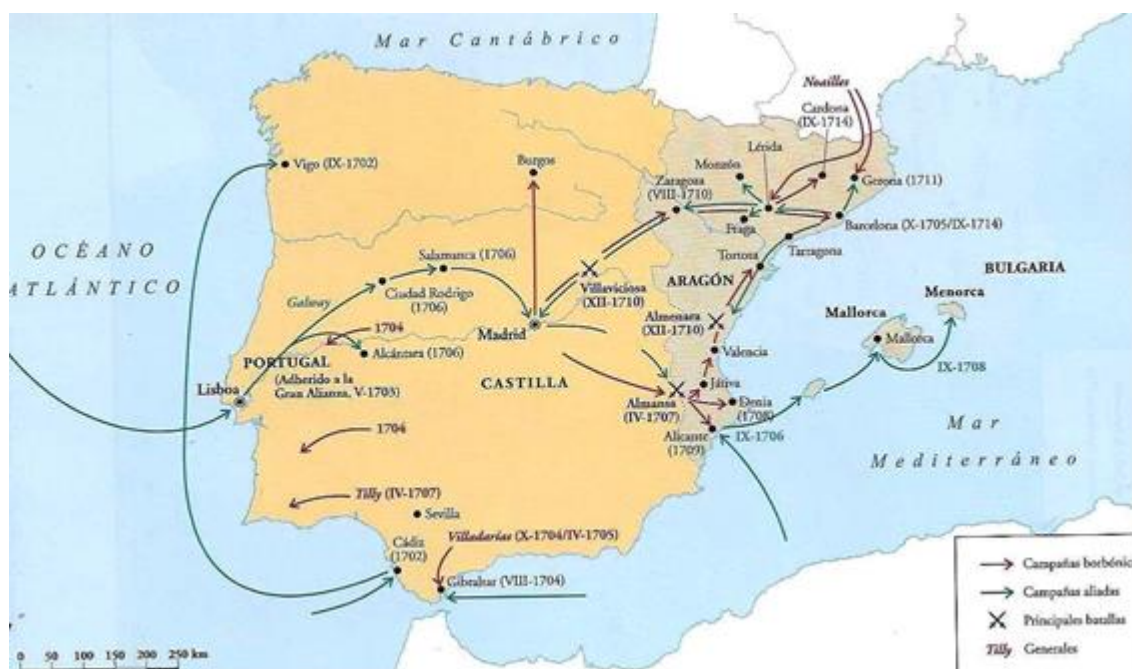 Mar Cantábrico
OCÉANO
ATLÁNTICO
Vigo (IX-1702)
Burgos
Noailles
Cardona
(IX-1714)
Lérida
Monzón
Gerona (1711)
Zaragoza
(VIII-1710)
Fraga
Barcelona (X-1705/IX-1714)
Tarragona
Tortosa
Salamanca (1706)
Galway
Ciudad Rodrigo
(1706)
Villaviciosa
(XII-1710)
ARAGÓN
BULGARIA
Menorca
Mallorca
Mallorca
Almenara
(XII-1710)
Madrid
1704
PORTUGAL
(Adherido a la
Gran Alianza, V-1703)
Alcántara (1706)
Valencia
IX-1708
CASTILLA
Lisboa
Játiva
Almansa
(IV-1707)
Denia
(1708)
Alicante
(1709)
IX-1706
1704
Mar
Mediterráneo
Tilly (IV-1707)
Sevilla
Villadarías (X-1704/IV-1705)
Cádiz
(1702)
Gibraltar (VIII-1704)
Campañas borbónic
Campañas aliadas
Principales batallas
Tilly Generales
0 50 100 150 200 250 km